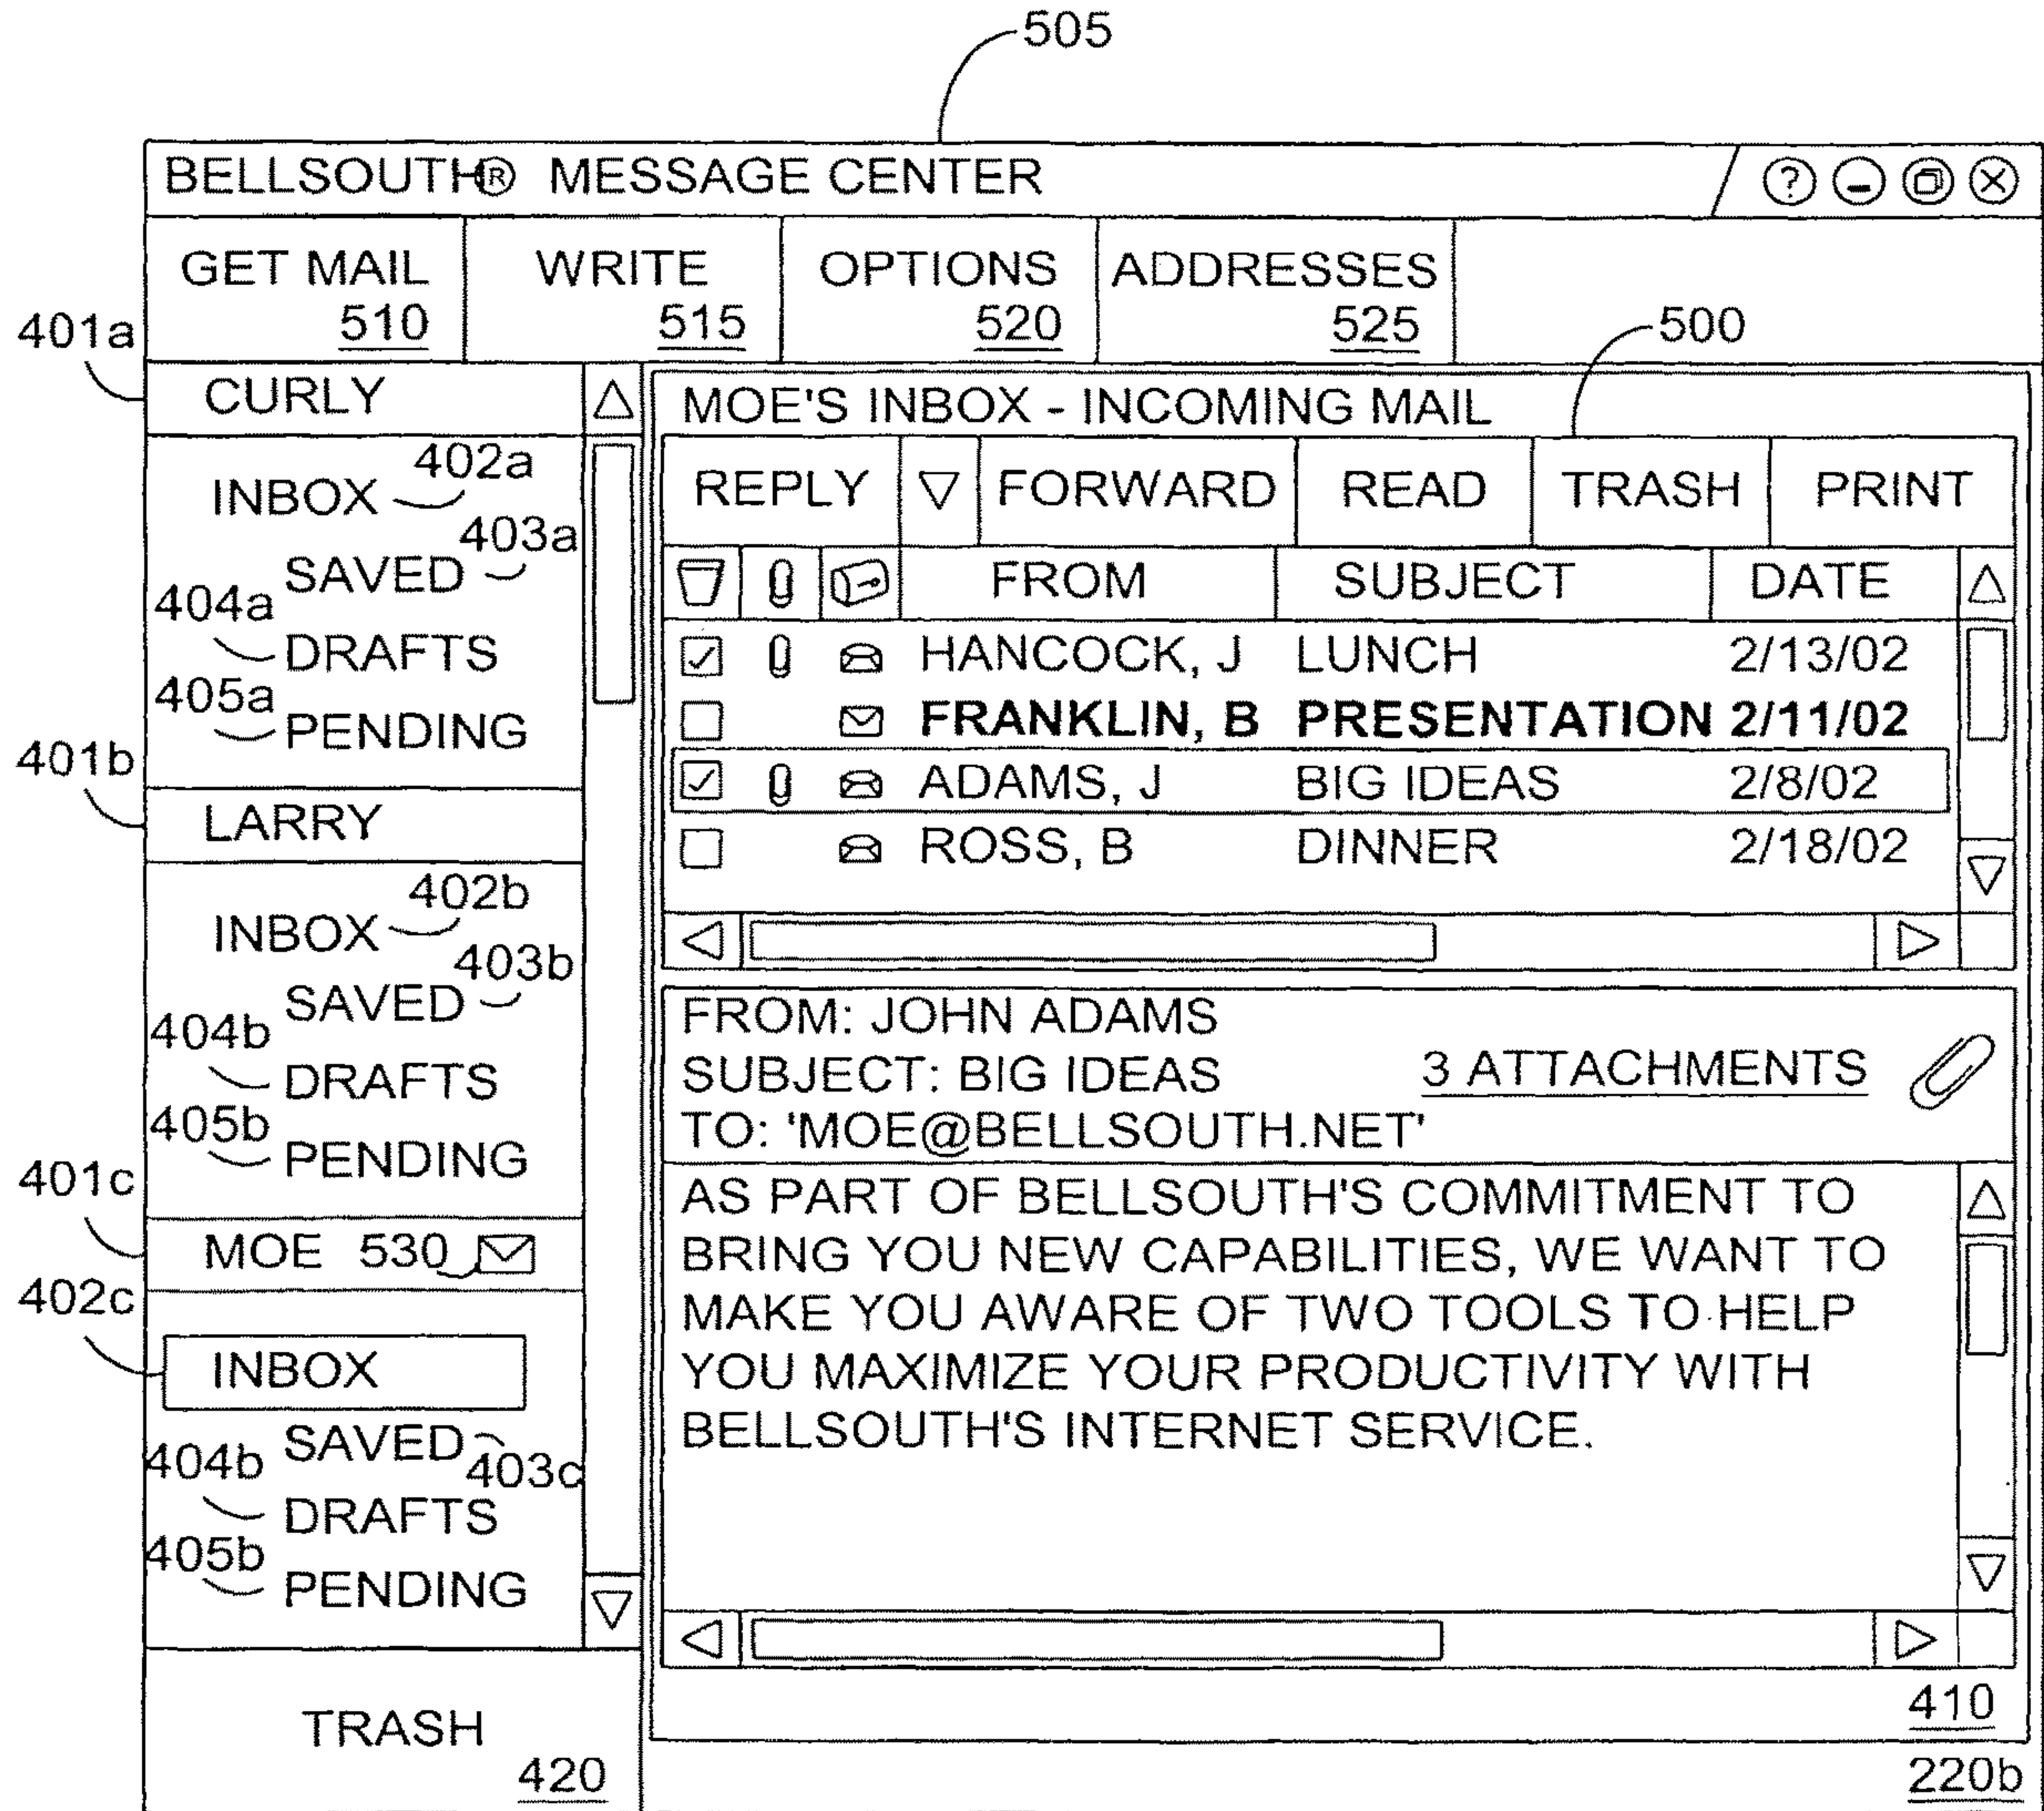 505
BELLSOUTH® MESSAGE CENTER ?
GET MAIL 510 WRITE 515 OPTIONS 520 ADDRESSES 525
401a
500
CURLY
INBOX 402a
SAVED 403a
404a DRAFTS
405a PENDING
401b
LARRY
INBOX 402b
SAVED 403b
404b DRAFTS
405b PENDING
401c
MOE 530
402c
INBOX
SAVED 403c
404b DRAFTS
405b PENDING
TRASH
420
MOE'S INBOX - INCOMING MAIL
REPLY FORWARD READ TRASH PRINT
FROM SUBJECT DATE
HANCOCK, J LUNCH 2/13/02
FRANKLIN, B PRESENTATION 2/11/02
ADAMS, J BIG IDEAS 2/8/02
ROSS, B DINNER 2/18/02
FROM: JOHN ADAMS
SUBJECT: BIG IDEAS 3 ATTACHMENTS
TO: 'MOE@BELLSOUTH.NET'
AS PART OF BELLSOUTH'S COMMITMENT TO
BRING YOU NEW CAPABILITIES, WE WANT TO
MAKE YOU AWARE OF TWO TOOLS TO HELP
YOU MAXIMIZE YOUR PRODUCTIVITY WITH
BELLSOUTH'S INTERNET SERVICE.
410
220b